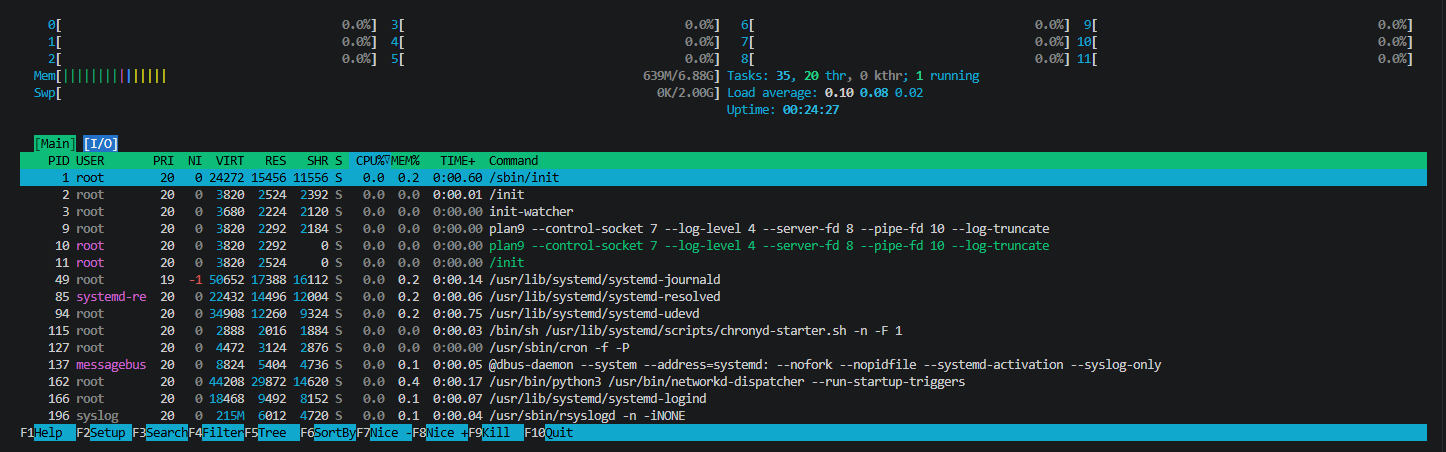 0[ 0.0%] 3[ 0.0%] 6[ 0.0%] 9[ 0.0%]
1[ 0.0%] 4[ 0.0%] 7[ 0.0%] 10[ 0.0%]
2[ 0.0%] 5[ 0.0%] 8[ 0.0%] 11[ 0.0%]
Mem[||||||||||||||| 639M/6.88G] Tasks: 35, 20 thr, 0 kthr; 1 running
Swp[ 0K/2.00G] Load average: 0.10 0.08 0.02
Uptime: 00:24:27
[Main] [I/O]
PID USER PRI NI VIRT RES SHR S CPU%▽MEM% TIME+ Command
1 root 20 0 24272 15456 11556 S 0.0 0.2 0:00.60 /sbin/init
2 root 20 0 3820 2524 2392 S 0.0 0.0 0:00.01 /init
3 root 20 0 3680 2224 2120 S 0.0 0.0 0:00.00 init-watcher
9 root 20 0 3820 2292 2184 S 0.0 0.0 0:00.00 plan9 --control-socket 7 --log-level 4 --server-fd 8 --pipe-fd 10 --log-truncate
10 root 20 0 3820 2292 0 S 0.0 0.0 0:00.00 plan9 --control-socket 7 --log-level 4 --server-fd 8 --pipe-fd 10 --log-truncate
11 root 20 0 3820 2524 0 S 0.0 0.0 0:00.00 /init
49 root 19 -1 50652 17388 16112 S 0.0 0.2 0:00.14 /usr/lib/systemd/systemd-journald
85 systemd-re 20 0 22432 14496 12004 S 0.0 0.2 0:00.06 /usr/lib/systemd/systemd-resolved
94 root 20 0 34908 12260 9324 S 0.0 0.2 0:00.75 /usr/lib/systemd/systemd-udevd
115 root 20 0 2888 2016 1884 S 0.0 0.0 0:00.03 /bin/sh /usr/lib/systemd/scripts/chronyd-starter.sh -n -F 1
127 root 20 0 4472 3124 2876 S 0.0 0.0 0:00.00 /usr/sbin/cron -f -P
137 messagebus 20 0 8824 5404 4736 S 0.0 0.1 0:00.05 @dbus-daemon --system --address=systemd: --nofork --nopidfile --systemd-activation --syslog-only
162 root 20 0 44208 29872 14620 S 0.0 0.4 0:00.17 /usr/bin/python3 /usr/bin/networkd-dispatcher --run-startup-triggers
166 root 20 0 18468 9492 8152 S 0.0 0.1 0:00.07 /usr/lib/systemd/systemd-logind
196 syslog 20 0 215M 6012 4720 S 0.0 0.1 0:00.04 /usr/sbin/rsyslogd -n -iNONE
F1Help F2Setup F3SearchF4FilterF5Tree F6SortByF7Nice -F8Nice +F9Kill F10Quit